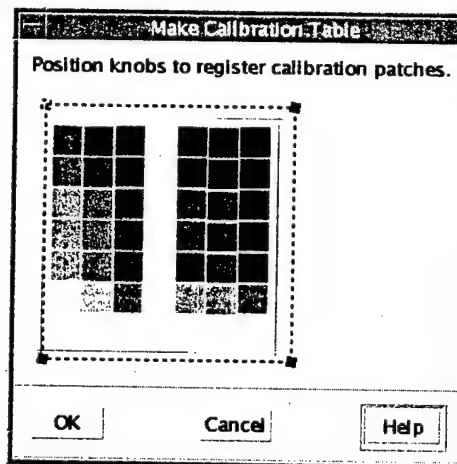 Make Calibration Table
Position knobs to register calibration patches.
OK
Cancel
Help